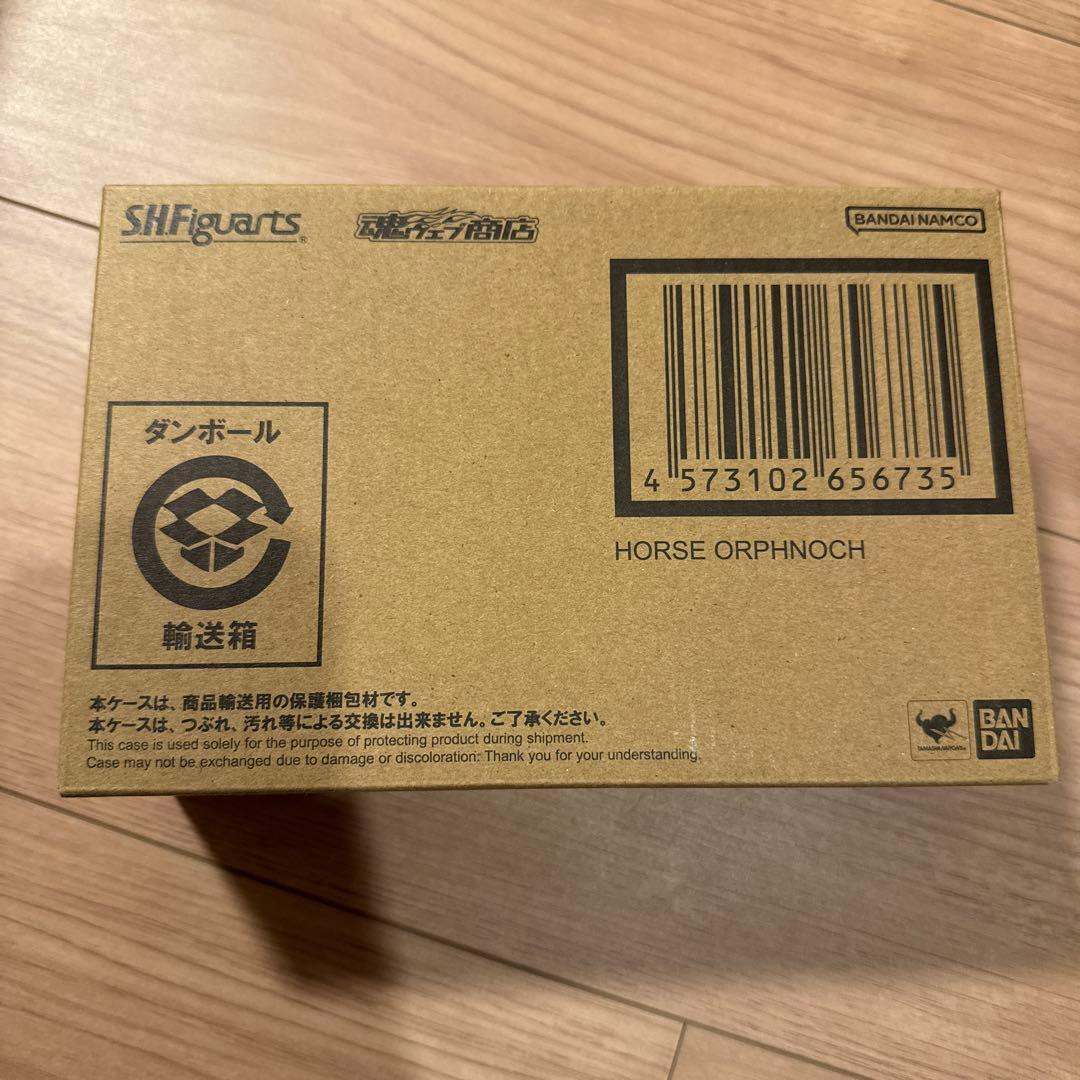 S.H.Figuarts®
魂ウェブ商店
BANDAI NAMCO
4 573102 656735
HORSE ORPHNOCH
ダンボール
輸送箱
本ケースは、商品輸送用の保護梱包材です。
本ケースは、つぶれ、汚れ等による交換は出来ません。ご了承ください。
This case is used solely for the purpose of protecting product during shipment.
Case may not be exchanged due to damage or discoloration: Thank you for your understanding.
TAMASHII NATIONS
BAN
DAI